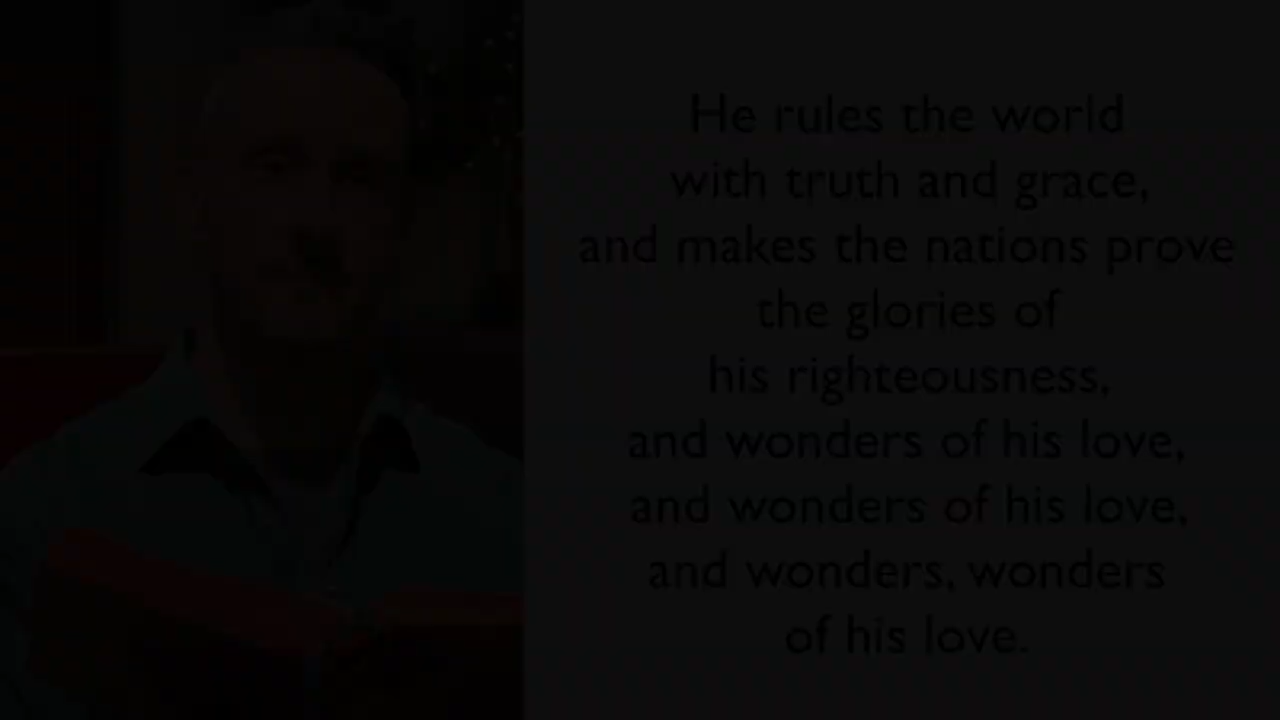 He rules the world
with truth and grace,
and makes the nations prove
the glories of
his righteousness,
and wonders of his love,
and wonders of his love,
and wonders, wonders
of his love.